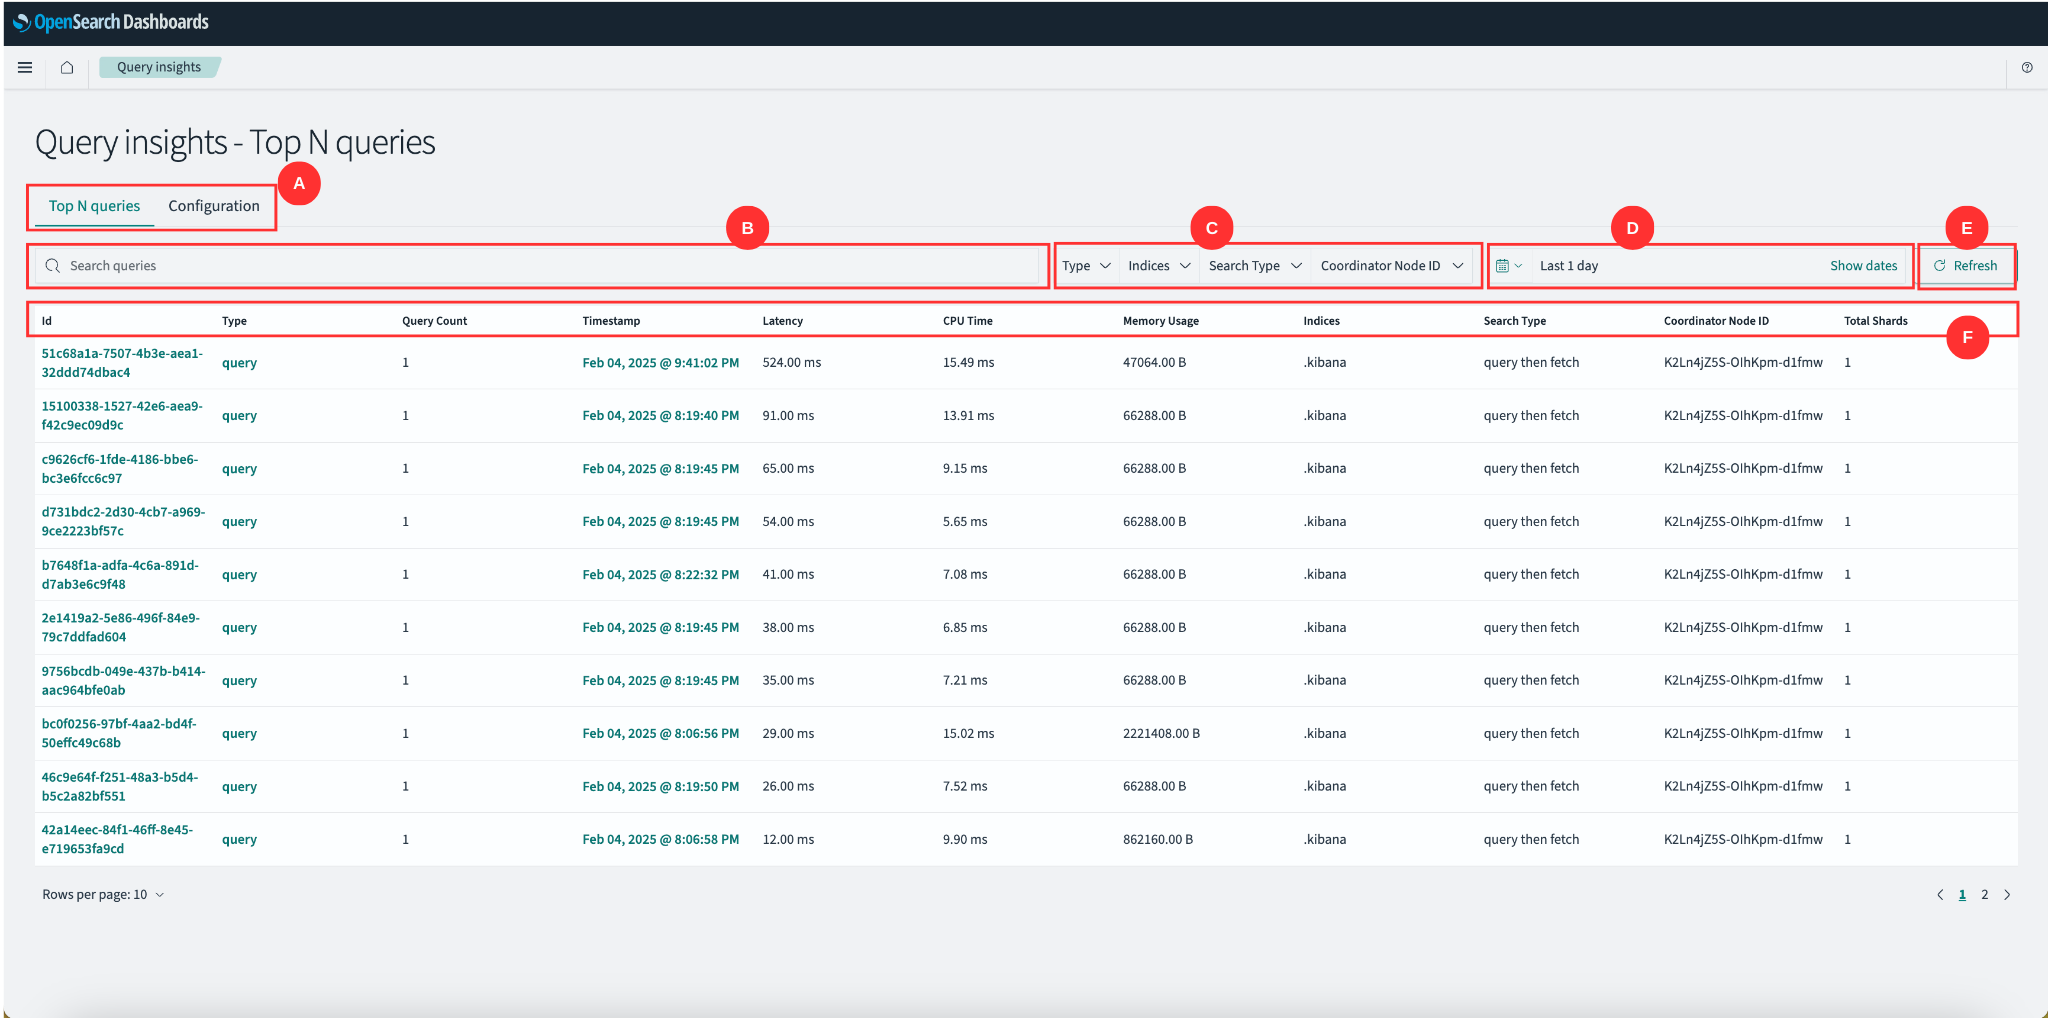 OpenSearch Dashboards
Query insights
Query insights - Top N queries
A
Top N queries Configuration
B C D E
Search queries Type Indices Search Type Coordinator Node ID Last 1 day Show dates Refresh
Id Type Query Count Timestamp Latency CPU Time Memory Usage Indices Search Type Coordinator Node ID Total Shards
F
51c68a1a-7507-4b3e-aea1-
32ddd74dbac4 query 1 Feb 04, 2025 @ 9:41:02 PM 524.00 ms 15.49 ms 47064.00 B .kibana query then fetch K2Ln4jZ5S-OIhKpm-d1fmw 1
15100338-1527-42e6-aea9-
f42c9ec09d9c query 1 Feb 04, 2025 @ 8:19:40 PM 91.00 ms 13.91 ms 66288.00 B .kibana query then fetch K2Ln4jZ5S-OIhKpm-d1fmw 1
c9626cf6-1fde-4186-bbe6-
bc3e6fcc6c97 query 1 Feb 04, 2025 @ 8:19:45 PM 65.00 ms 9.15 ms 66288.00 B .kibana query then fetch K2Ln4jZ5S-OIhKpm-d1fmw 1
d731bdc2-2d30-4cb7-a969-
9ce2223bf57c query 1 Feb 04, 2025 @ 8:19:45 PM 54.00 ms 5.65 ms 66288.00 B .kibana query then fetch K2Ln4jZ5S-OIhKpm-d1fmw 1
b7648f1a-adfa-4c6a-891d-
d7ab3e6c9f48 query 1 Feb 04, 2025 @ 8:22:32 PM 41.00 ms 7.08 ms 66288.00 B .kibana query then fetch K2Ln4jZ5S-OIhKpm-d1fmw 1
2e1419a2-5e86-496f-84e9-
79c7ddfad604 query 1 Feb 04, 2025 @ 8:19:45 PM 38.00 ms 6.85 ms 66288.00 B .kibana query then fetch K2Ln4jZ5S-OIhKpm-d1fmw 1
9756bcdb-049e-437b-b414-
aac964bfe0ab query 1 Feb 04, 2025 @ 8:19:45 PM 35.00 ms 7.21 ms 66288.00 B .kibana query then fetch K2Ln4jZ5S-OIhKpm-d1fmw 1
bc0f0256-97bf-4aa2-bd4f-
50effc49c68b query 1 Feb 04, 2025 @ 8:06:56 PM 29.00 ms 15.02 ms 2221408.00 B .kibana query then fetch K2Ln4jZ5S-OIhKpm-d1fmw 1
46c9e64f-f251-48a3-b5d4-
b5c2a82bf551 query 1 Feb 04, 2025 @ 8:19:50 PM 26.00 ms 7.52 ms 66288.00 B .kibana query then fetch K2Ln4jZ5S-OIhKpm-d1fmw 1
42a14eec-84f1-46ff-8e45-
e719653fa9cd query 1 Feb 04, 2025 @ 8:06:58 PM 12.00 ms 9.90 ms 862160.00 B .kibana query then fetch K2Ln4jZ5S-OIhKpm-d1fmw 1
Rows per page: 10 1 2